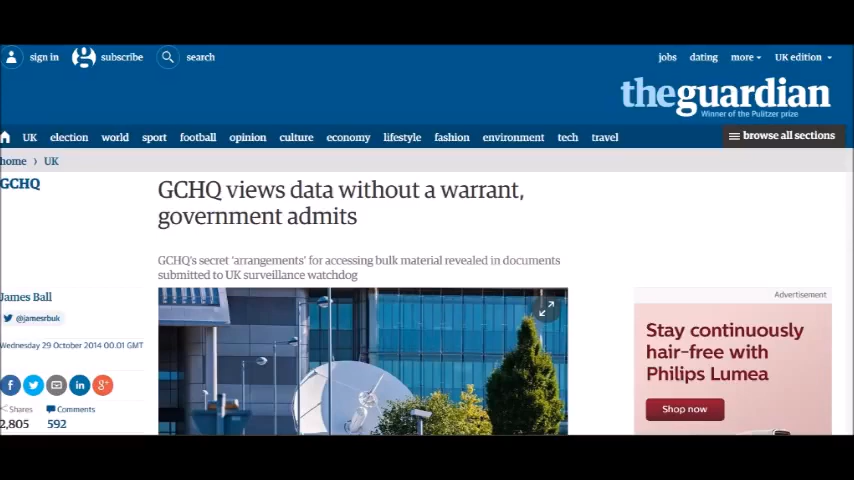 sign in subscribe search jobs dating more UK edition
theguardian
Winner of the Pulitzer prize
UK election world sport football opinion culture economy lifestyle fashion environment tech travel browse all sections
home › UK
GCHQ
GCHQ views data without a warrant,
government admits
GCHQ's secret 'arrangements' for accessing bulk material revealed in documents
submitted to UK surveillance watchdog
James Ball
@jamesrbuk
Wednesday 29 October 2014 00.01 GMT
f in g+
Shares Comments
2,805 592
Advertisement
Stay continuously
hair-free with
Philips Lumea
Shop now